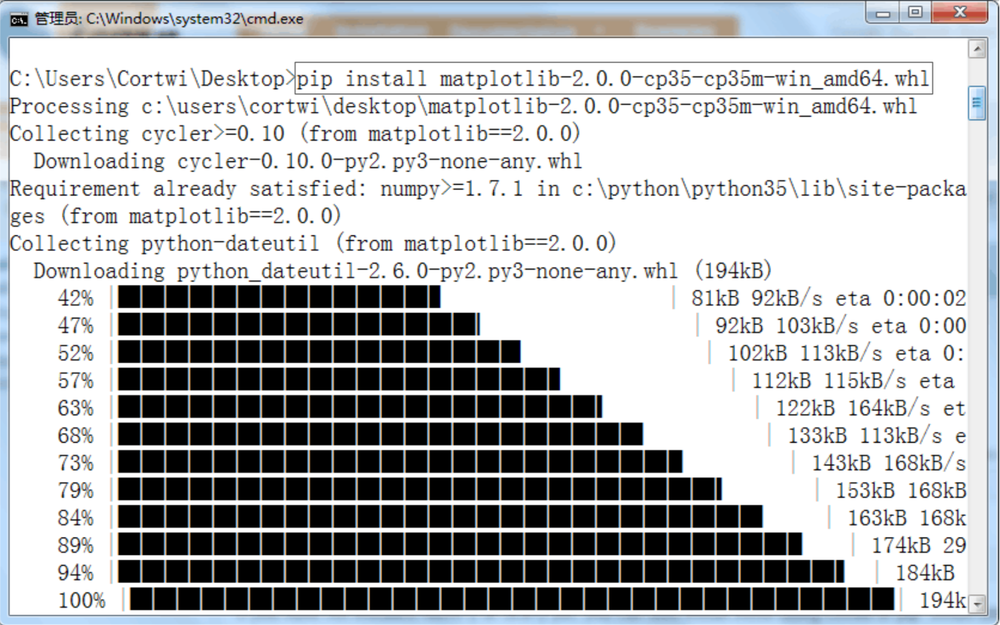 管理员: C:\Windows\system32\cmd.exe
C:\Users\Cortwi\Desktop>pip install matplotlib-2.0.0-cp35-cp35m-win_amd64.whl
Processing c:\users\cortwi\desktop\matplotlib-2.0.0-cp35-cp35m-win_amd64.whl
Collecting cycler>=0.10 (from matplotlib==2.0.0)
  Downloading cycler-0.10.0-py2.py3-none-any.whl
Requirement already satisfied: numpy>=1.7.1 in c:\python\python35\lib\site-packa
ges (from matplotlib==2.0.0)
Collecting python-dateutil (from matplotlib==2.0.0)
  Downloading python_dateutil-2.6.0-py2.py3-none-any.whl (194kB)
42% | | 81kB 92kB/s eta 0:00:02
47% | | 92kB 103kB/s eta 0:00
52% | | 102kB 113kB/s eta 0:
57% | | 112kB 115kB/s eta
63% | | 122kB 164kB/s et
68% | | 133kB 113kB/s e
73% | | 143kB 168kB/s
79% | | 153kB 168kB
84% | | 163kB 168k
89% | | 174kB 29
94% | | 184kB
100% | | 194k